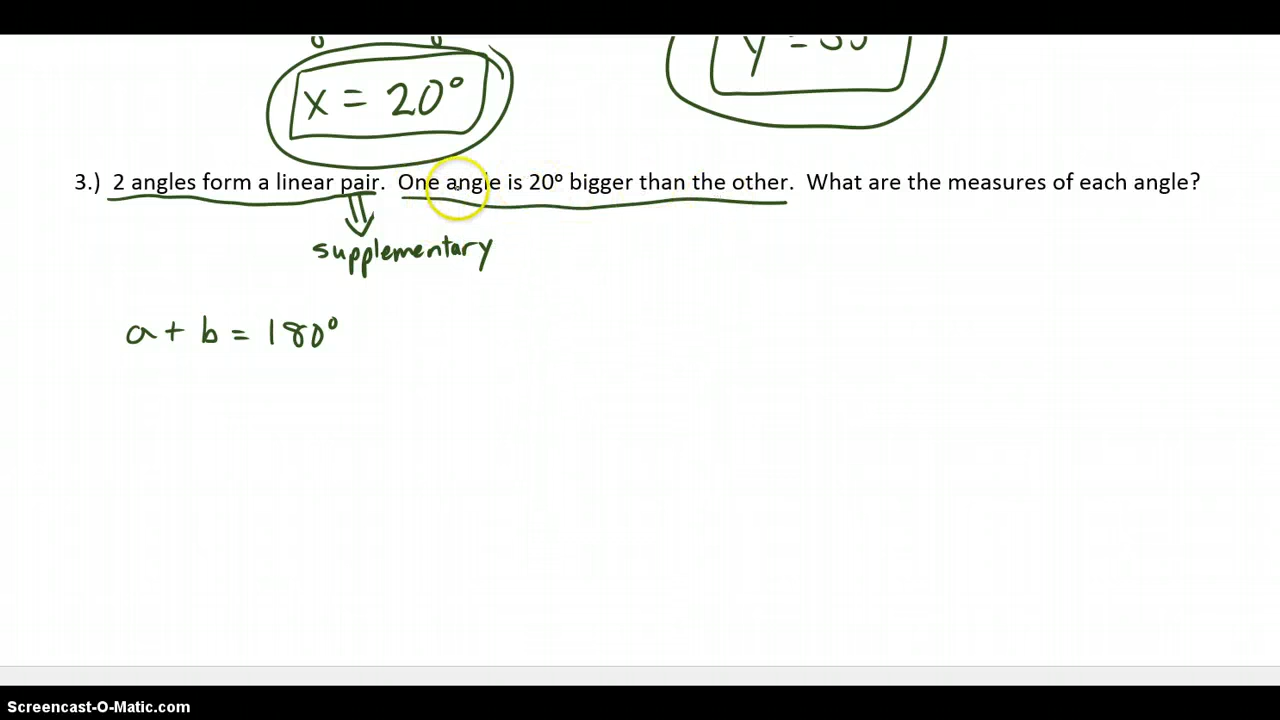 x = 20°
3.) 2 angles form a linear pair. One angle is 20° bigger than the other. What are the measures of each angle?
supplementary
a + b = 180°
Screencast-O-Matic.com